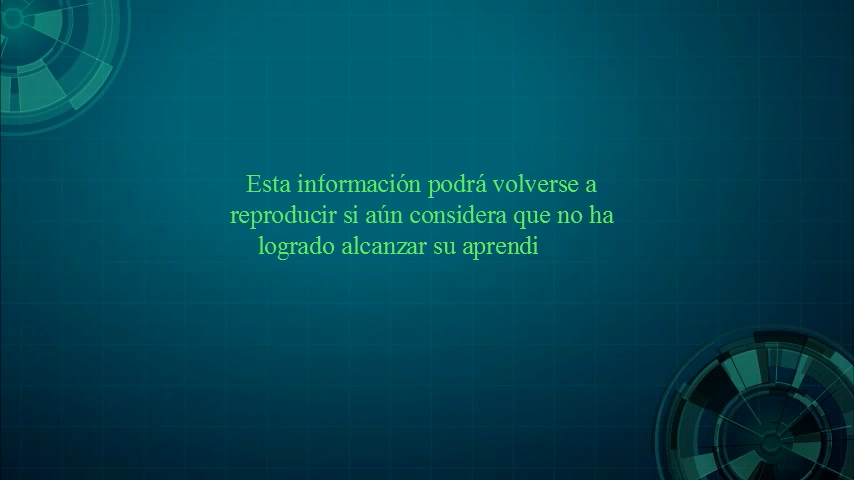 Esta información podrá volverse a
reproducir si aún considera que no ha
logrado alcanzar su aprendi